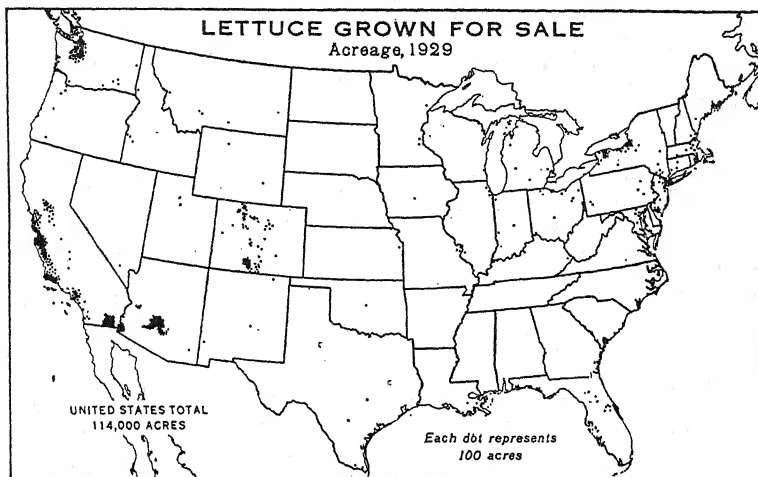 LETTUCE GROWN FOR SALE
Acreage, 1929
UNITED STATES TOTAL
114,000 ACRES
Each dot represents
100 acres